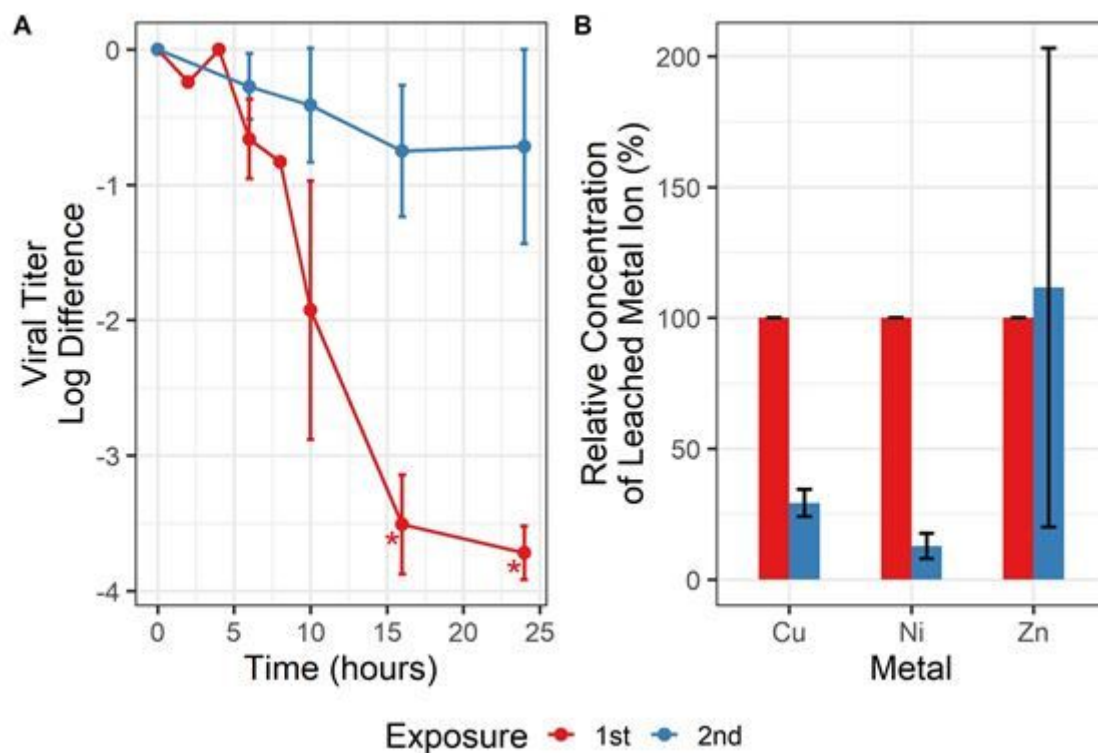 A
0
-1
-2
-3
-4
Viral Titer
Log Difference
*
*
0 5 10 15 20 25
Time (hours)
B
200
150
100
50
0
Relative Concentration
of Leached Metal Ion (%)
Cu Ni Zn
Metal
Exposure 1st 2nd